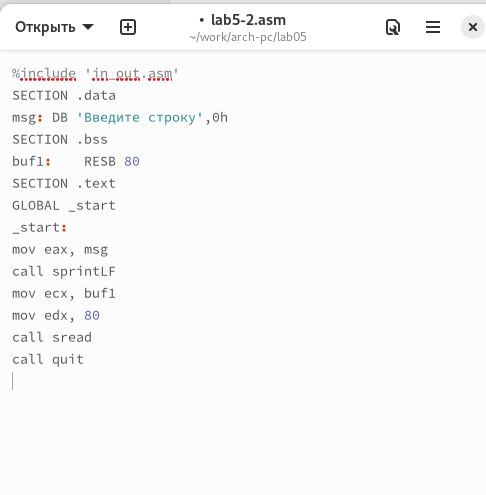 Открыть
• lab5-2.asm
~/work/arch-pc/lab05
%include 'in_out.asm'
SECTION .data
msg: DB 'Введите строку',0h
SECTION .bss
buf1:    RESB 80
SECTION .text
GLOBAL _start
_start:
mov eax, msg
call sprintLF
mov ecx, buf1
mov edx, 80
call sread
call quit